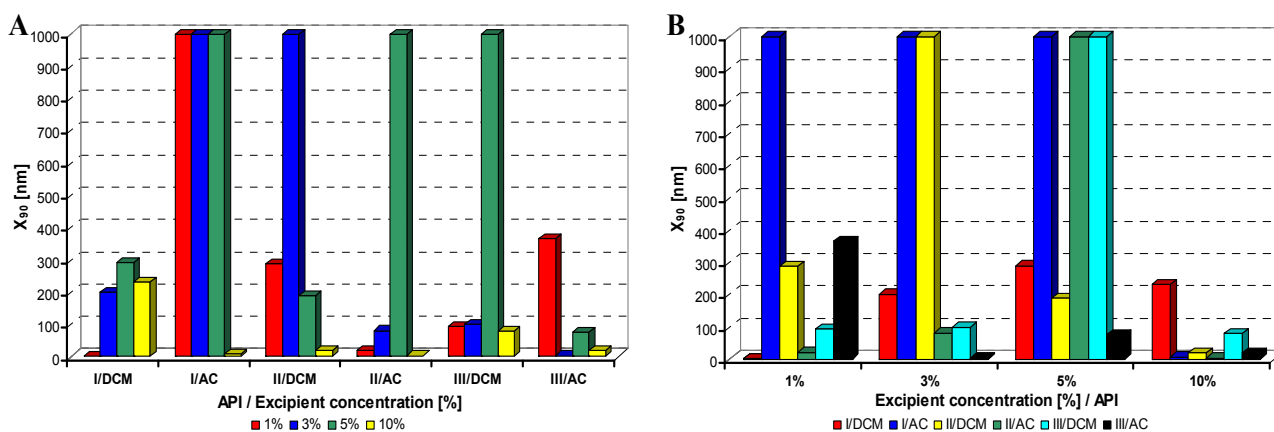 A
1000
900
800
700
600
500
400
300
200
100
0
X90 [nm]
I/DCM I/AC II/DCM II/AC III/DCM III/AC
API / Excipient concentration [%]
1% 3% 5% 10%
B
1000
900
800
700
600
500
400
300
200
100
0
X90 [nm]
1% 3% 5% 10%
Excipient concentration [%] / API
I/DCM I/AC II/DCM II/AC III/DCM III/AC